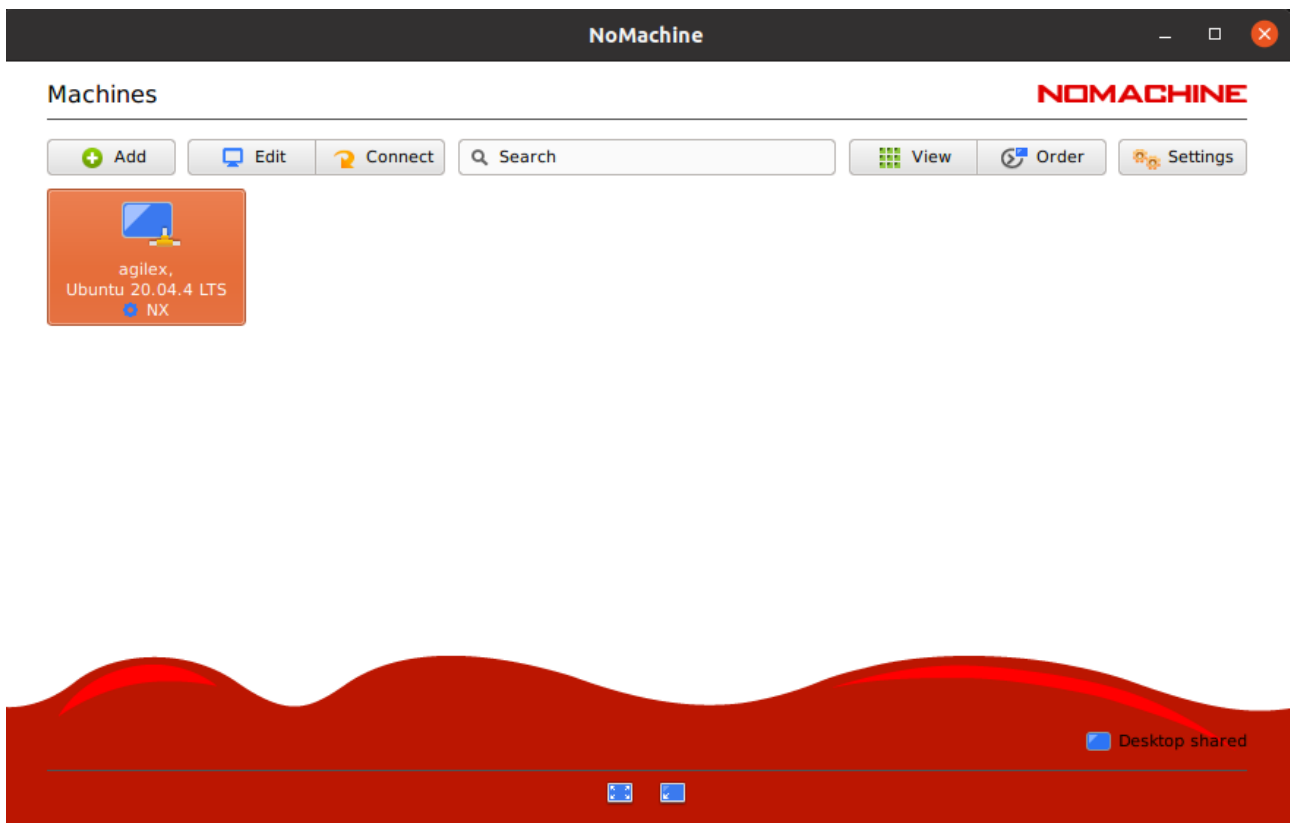 NoMachine
Machines
NOMACHINE
Add
Edit
Connect
Search
View
Order
Settings
agilex,
Ubuntu 20.04.4 LTS
NX
Desktop shared